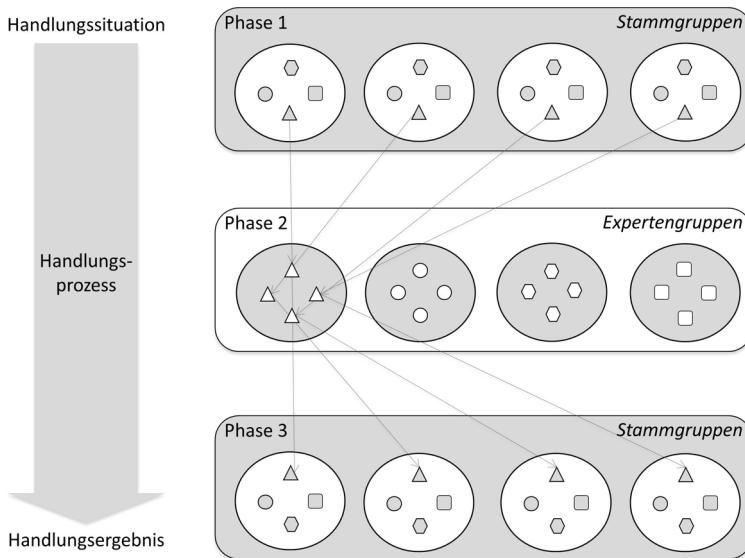 Handlungssituation
Phase 1
Stammgruppen
Phase 2
Expertengruppen
Handlungs-
prozess
Phase 3
Stammgruppen
Handlungsergebnis